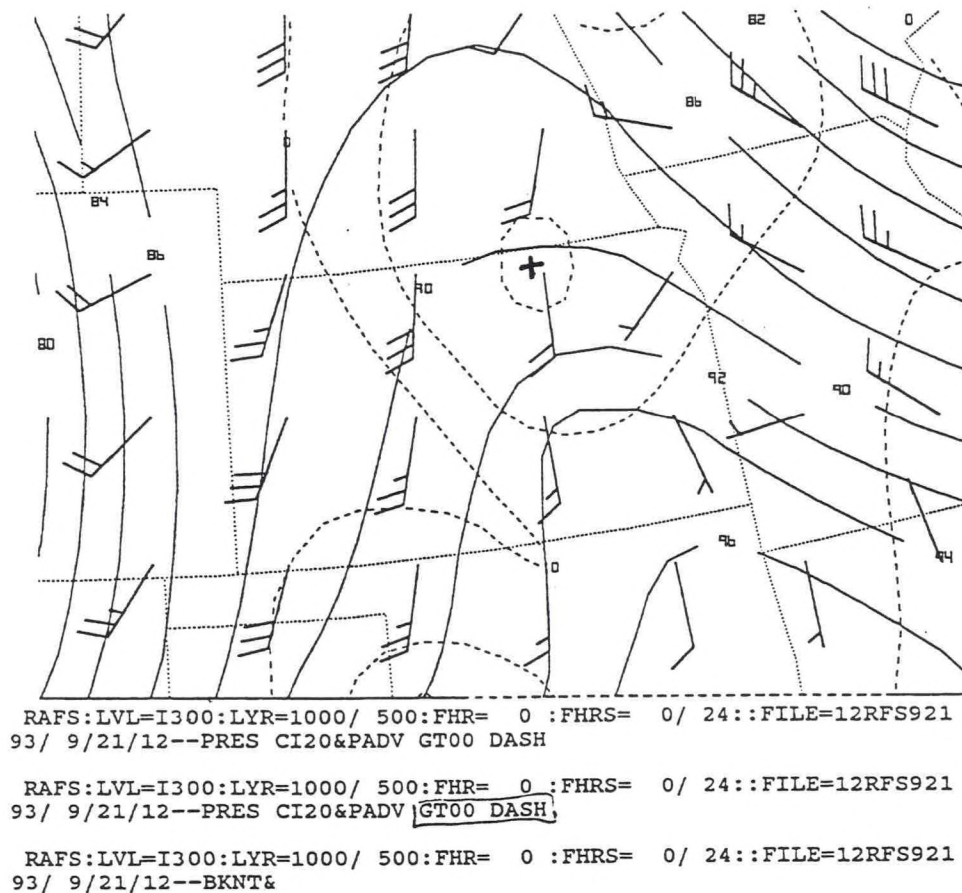 82 0
86
0
84
86
90
80
92
90
96
94
0
RAFS:LVL=I300:LYR=1000/ 500:FHR= 0 :FHRS= 0/ 24::FILE=12RFS921
93/ 9/21/12--PRES CI20&PADV GT00 DASH
RAFS:LVL=I300:LYR=1000/ 500:FHR= 0 :FHRS= 0/ 24::FILE=12RFS921
93/ 9/21/12--PRES CI20&PADV GT00 DASH
RAFS:LVL=I300:LYR=1000/ 500:FHR= 0 :FHRS= 0/ 24::FILE=12RFS921
93/ 9/21/12--BKNT&